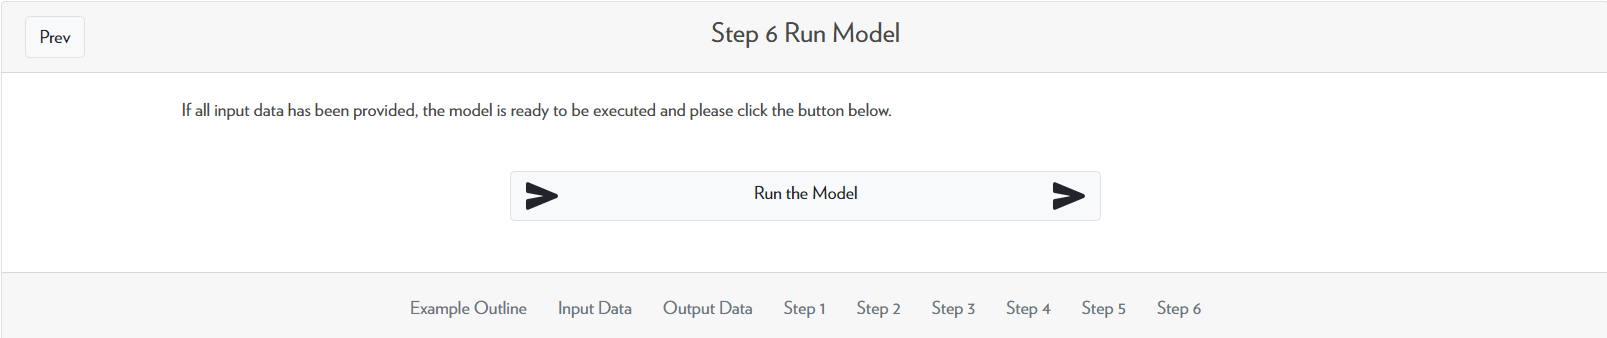 Prev
Step 6 Run Model
If all input data has been provided, the model is ready to be executed and please click the button below.
Run the Model
Example Outline Input Data Output Data Step 1 Step 2 Step 3 Step 4 Step 5 Step 6